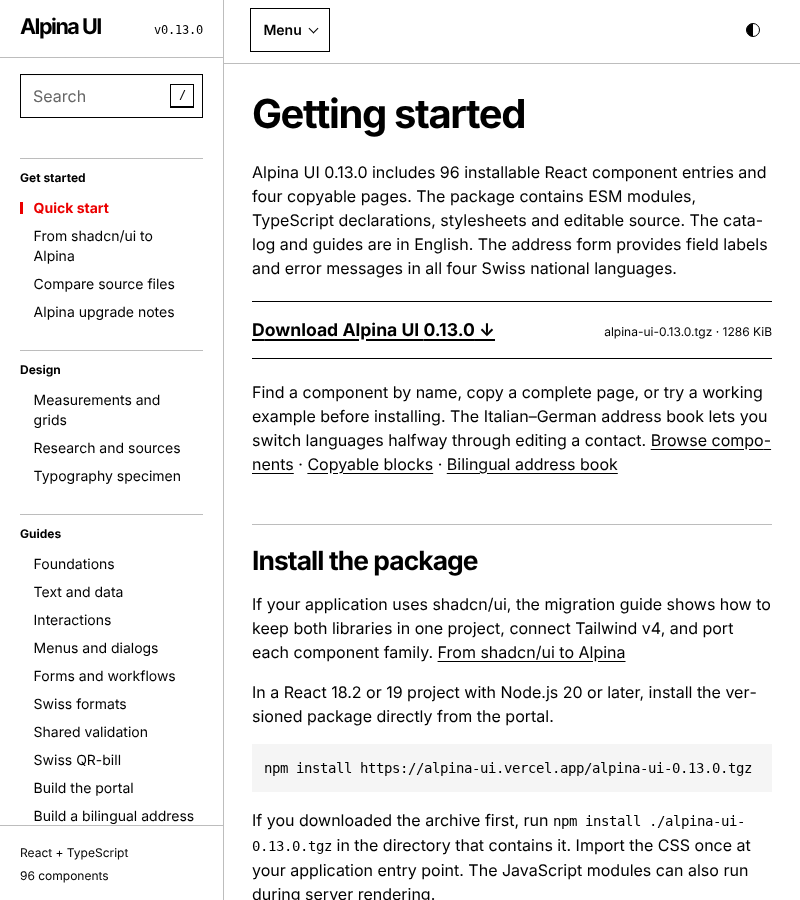 Alpina UI
v0.13.0
Search
/
Get started
Quick start
From shadcn/ui to
Alpina
Compare source files
Alpina upgrade notes
Design
Measurements and
grids
Research and sources
Typography specimen
Guides
Foundations
Text and data
Interactions
Menus and dialogs
Forms and workflows
Swiss formats
Shared validation
Swiss QR-bill
Build the portal
Build a bilingual address
React + TypeScript
96 components
Menu
Getting started
Alpina UI 0.13.0 includes 96 installable React component entries and
four copyable pages. The package contains ESM modules,
TypeScript declarations, stylesheets and editable source. The cata-
log and guides are in English. The address form provides field labels
and error messages in all four Swiss national languages.
Download Alpina UI 0.13.0 ↓
alpina-ui-0.13.0.tgz · 1286 KiB
Find a component by name, copy a complete page, or try a working
example before installing. The Italian–German address book lets you
switch languages halfway through editing a contact. Browse compo-
nents · Copyable blocks · Bilingual address book
Install the package
If your application uses shadcn/ui, the migration guide shows how to
keep both libraries in one project, connect Tailwind v4, and port
each component family. From shadcn/ui to Alpina
In a React 18.2 or 19 project with Node.js 20 or later, install the ver-
sioned package directly from the portal.
npm install https://alpina-ui.vercel.app/alpina-ui-0.13.0.tgz
If you downloaded the archive first, run npm install ./alpina-ui-
0.13.0.tgz in the directory that contains it. Import the CSS once at
your application entry point. The JavaScript modules can also run
during server rendering.